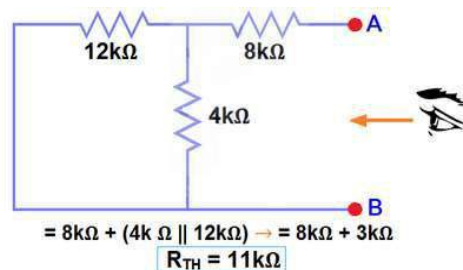 A
12kΩ
8kΩ
4kΩ
B
= 8kΩ + (4k Ω || 12kΩ) → = 8kΩ + 3kΩ
RTH = 11kΩ